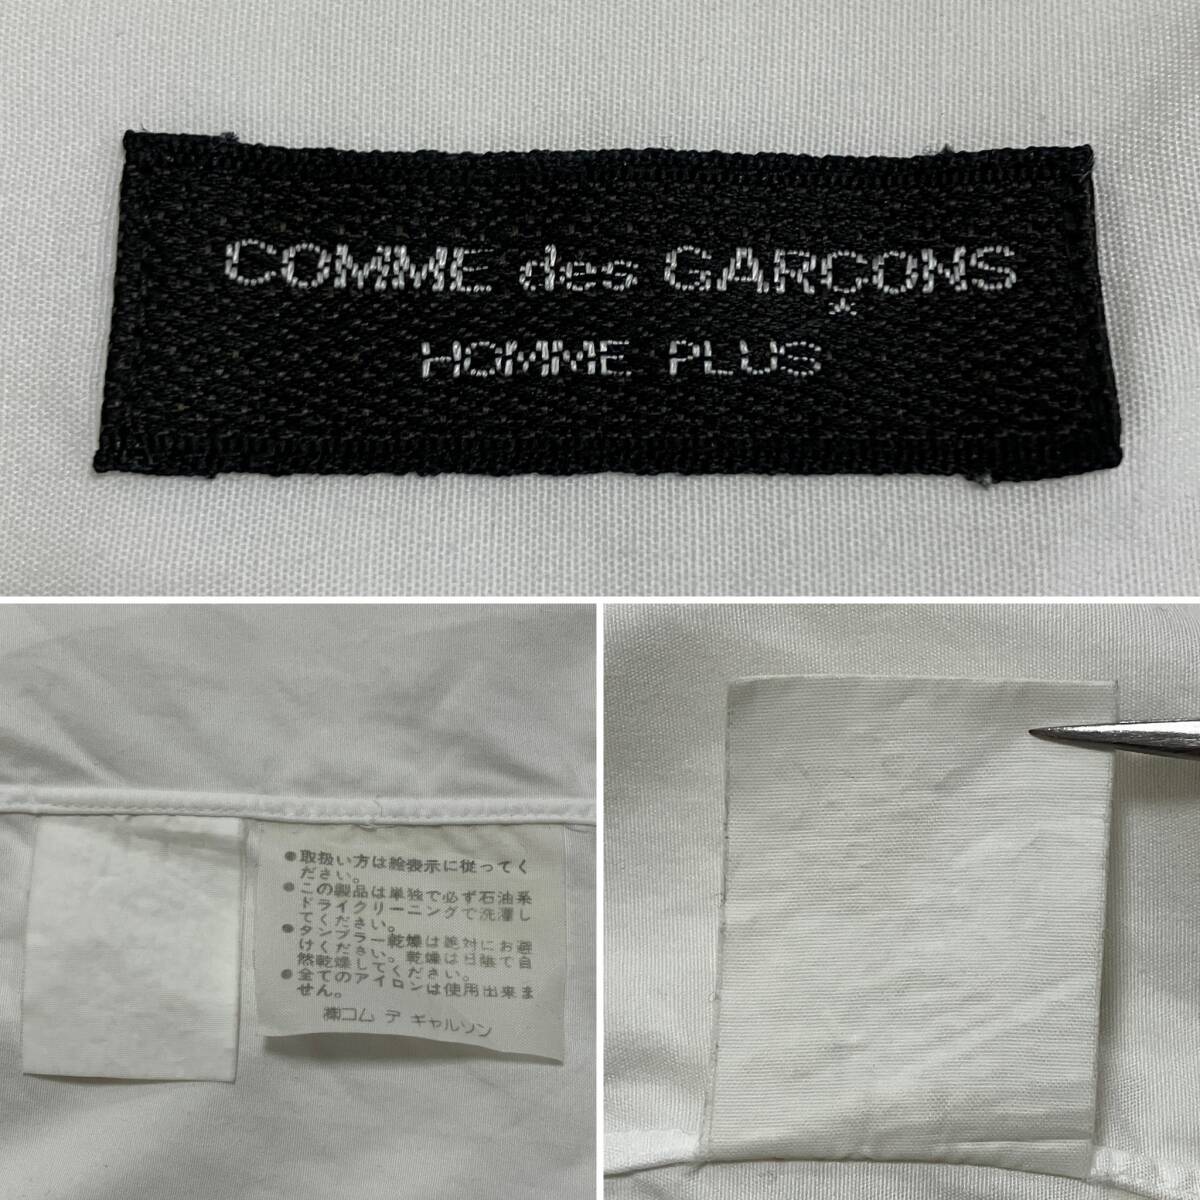 COMME des GARÇONS
HOMME PLUS
●取扱い方は絵表示に従ってく
ださい。
●この製品は単独で必ず石油系
ドライクリーニングで洗濯し
てください。
●タンブラー乾燥は絶対にお避
けください。乾燥は日陰で自
然乾燥してください。
●全てのアイロンは使用出来ま
せん。
㈱コム デ ギャルソン